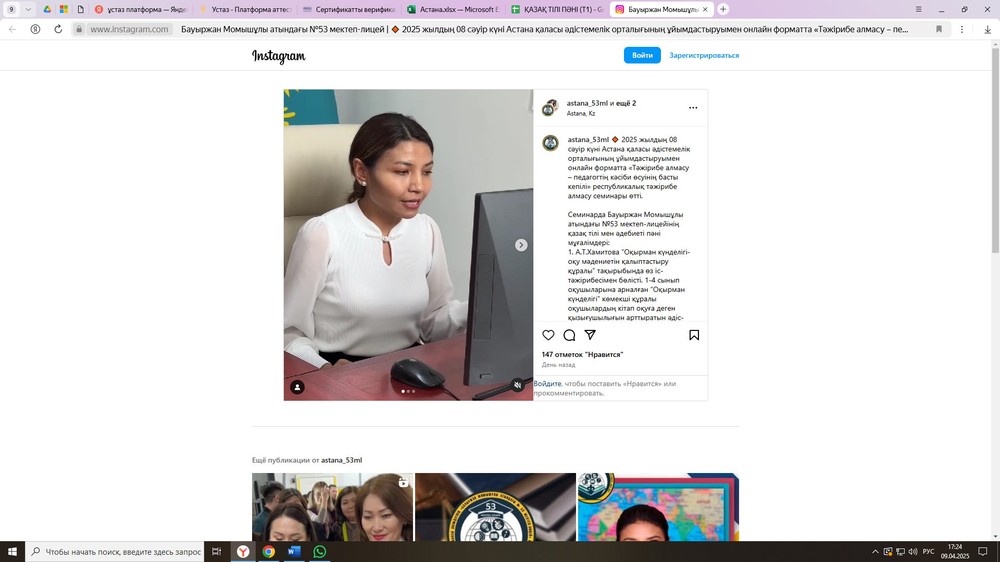 9
ұстаз платформа — Янде
Устаз - Платформа аттест
Сертификатты верифика
Астана.xlsx — Microsoft E
ҚАЗАҚ ТІЛІ ПӘНІ (Т1) - Go
Бауыржан Момышұлы
www.instagram.com Бауыржан Момышұлы атындағы №53 мектеп-лицей | 🔸 2025 жылдың 08 сәуір күні Астана қаласы әдістемелік орталығының ұйымдастыруымен онлайн форматта «Тәжірибе алмасу – пе...
Instagram
Войти
Зарегистрироваться
astana_53ml и ещё 2
Astana, Kz
astana_53ml 🔸 2025 жылдың 08
сәуір күні Астана қаласы әдістемелік
орталығының ұйымдастыруымен
онлайн форматта «Тәжірибе алмасу
– педагогтің кәсіби өсуінің басты
кепілі» республикалық тәжірибе
алмасу семинары өтті.
Семинарда Бауыржан Момышұлы
атындағы №53 мектеп-лицейінің
қазақ тілі мен әдебиеті пәні
мұғалімдері:
1. А.Т.Хамитова “Оқырман күнделігі-
оқу мәдениетін қалыптастыру
құралы” тақырыбында өз іс-
тәжірибесімен бөлісті. 1-4 сынып
оқушыларына арналған “Оқырман
күнделігі” көмекші құралы
оқушылардың кітап оқуға деген
қызығушылығын арттыратын әдіс-
147 отметок "Нравится"
День назад
Войдите, чтобы поставить «Нравится» или
прокомментировать.
Ещё публикации от astana_53ml
53
Чтобы начать поиск, введите здесь запрос
РУС
17:24
09.04.2025